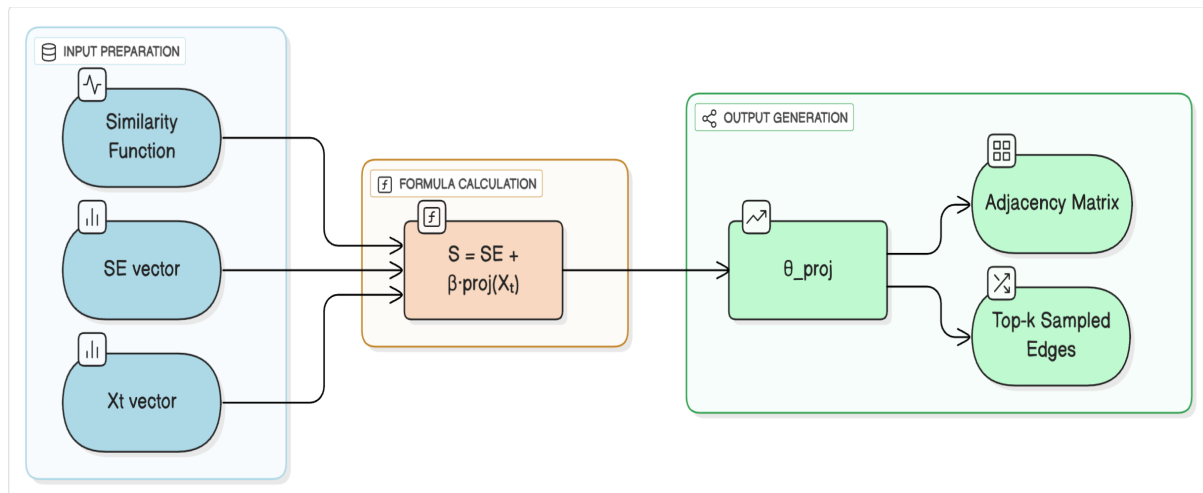 INPUT PREPARATION
Similarity
Function
SE vector
Xt vector
FORMULA CALCULATION
S = SE +
β·proj(Xₜ)
OUTPUT GENERATION
θ_proj
Adjacency Matrix
Top-k Sampled
Edges